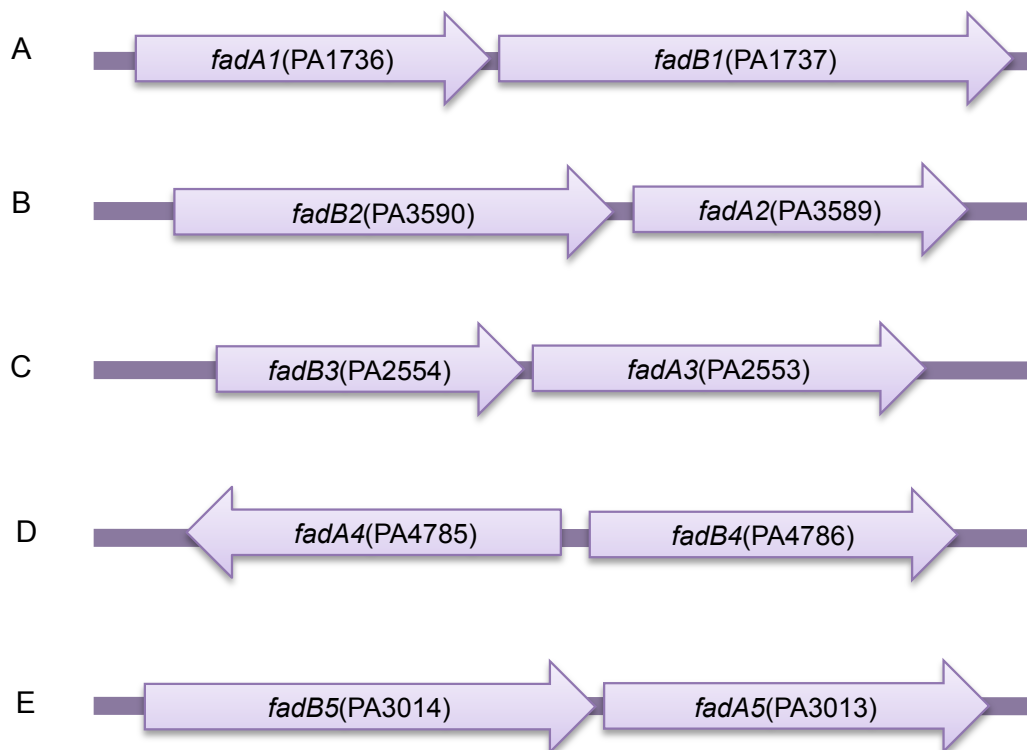 A fadA1(PA1736) fadB1(PA1737)
B fadB2(PA3590) fadA2(PA3589)
C fadB3(PA2554) fadA3(PA2553)
D fadA4(PA4785) fadB4(PA4786)
E fadB5(PA3014) fadA5(PA3013)